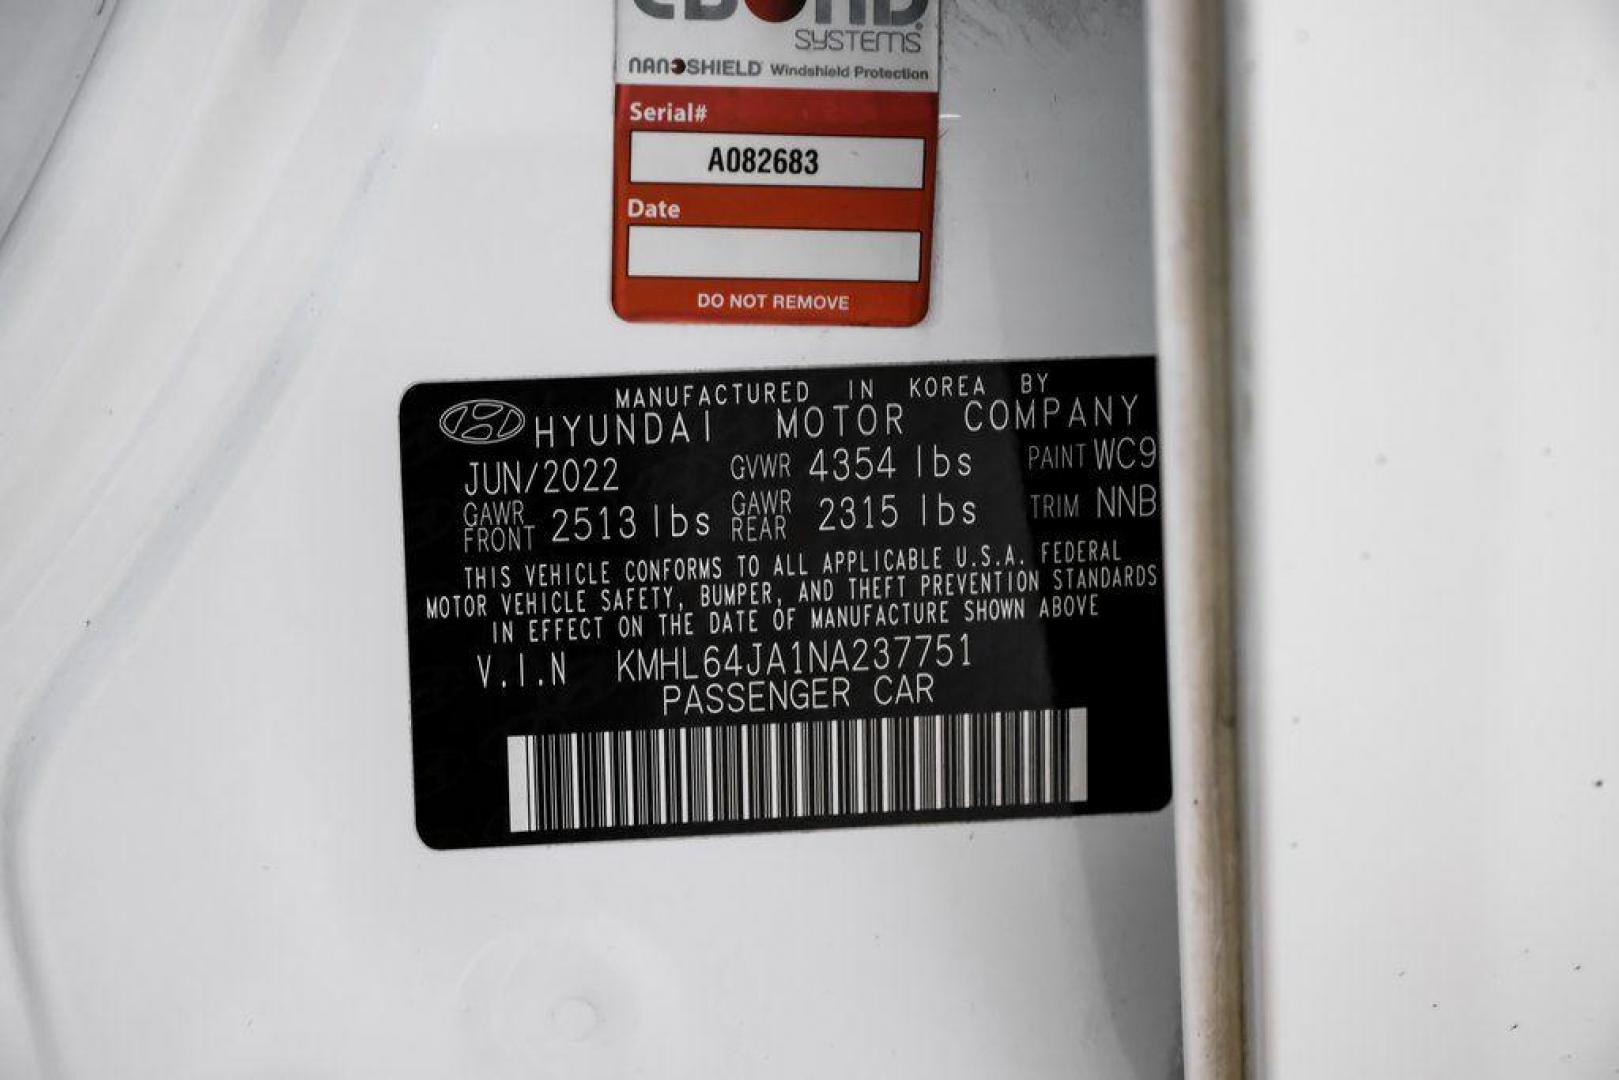 EBOND
SYSTEMS
NANOSHIELD Windshield Protection
Serial#
A082683
Date
DO NOT REMOVE
MANUFACTURED IN KOREA BY
HYUNDAI MOTOR COMPANY
JUN/2022 GVWR 4354 lbs PAINT WC9
GAWR FRONT 2513 lbs GAWR REAR 2315 lbs TRIM NNB
THIS VEHICLE CONFORMS TO ALL APPLICABLE U.S.A. FEDERAL
MOTOR VEHICLE SAFETY, BUMPER, AND THEFT PREVENTION STANDARDS
IN EFFECT ON THE DATE OF MANUFACTURE SHOWN ABOVE
V.I.N KMHL64JA1NA237751
PASSENGER CAR